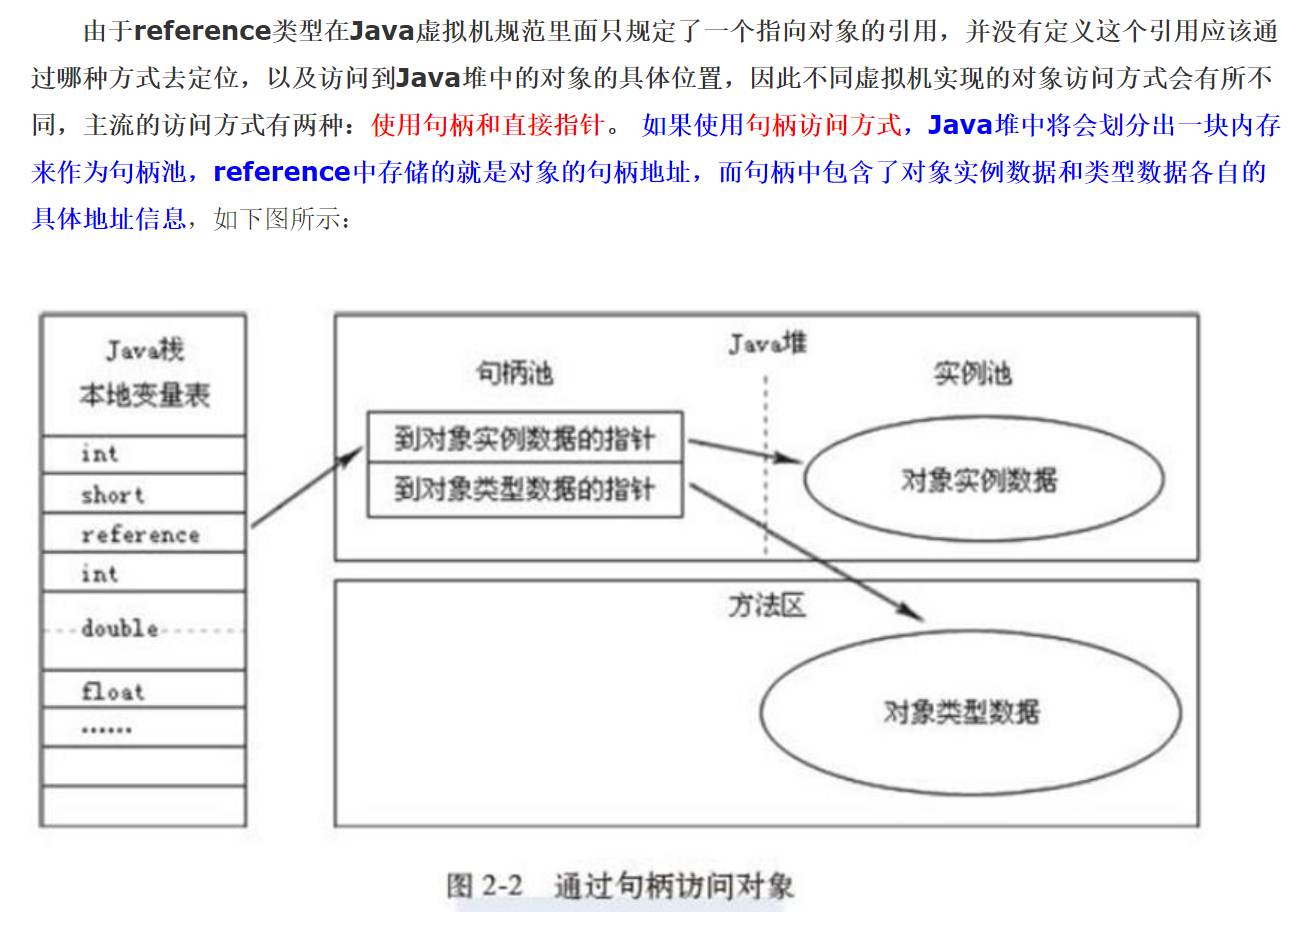 由于reference类型在Java虚拟机规范里面只规定了一个指向对象的引用，并没有定义这个引用应该通
过哪种方式去定位，以及访问到Java堆中的对象的具体位置，因此不同虚拟机实现的对象访问方式会有所不
同，主流的访问方式有两种：使用句柄和直接指针。 如果使用句柄访问方式，Java堆中将会划分出一块内存
来作为句柄池，reference中存储的就是对象的句柄地址，而句柄中包含了对象实例数据和类型数据各自的
具体地址信息，如下图所示：
Java栈
本地变量表
int
short
reference
int
double
float
······
Java堆
句柄池
实例池
到对象实例数据的指针
到对象类型数据的指针
对象实例数据
方法区
对象类型数据
图 2-2 通过句柄访问对象